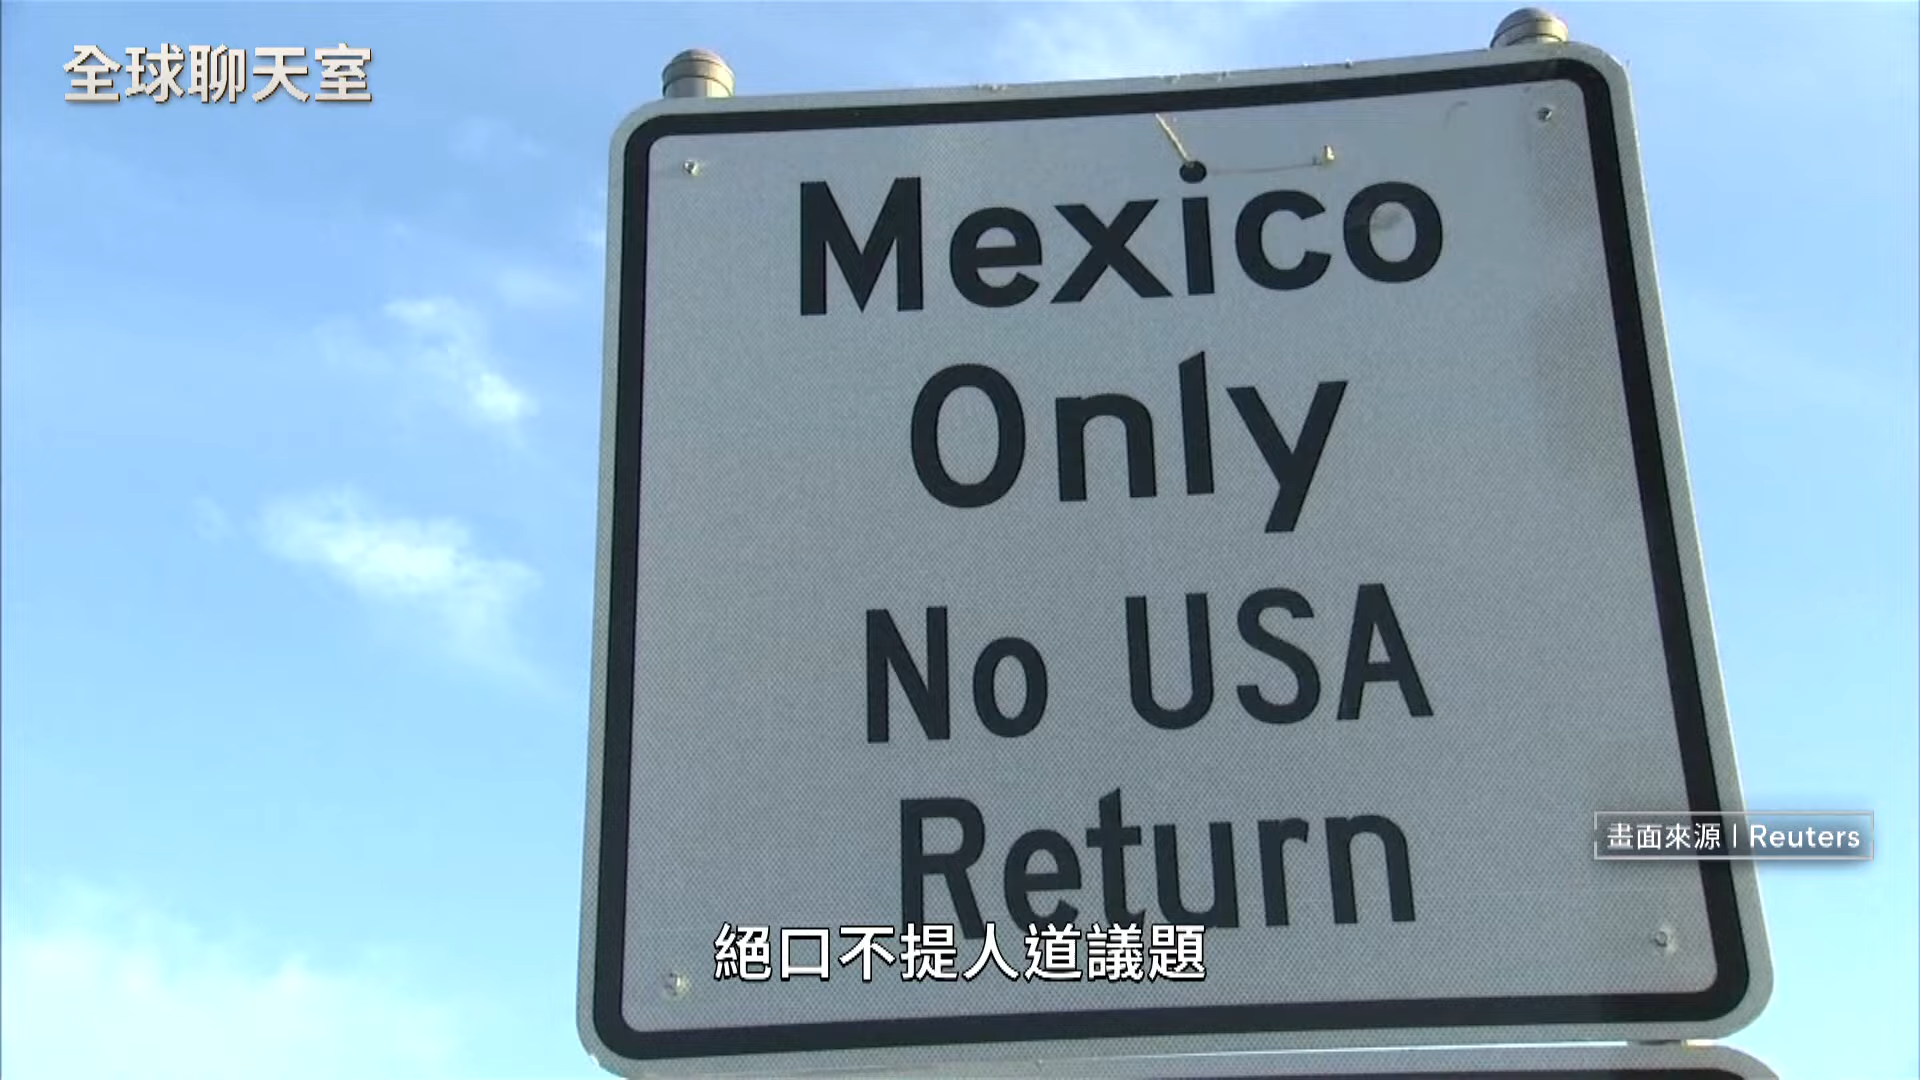 全球聊天室
Mexico
Only
No USA
Return
畫面來源 | Reuters
絕口不提人道議題